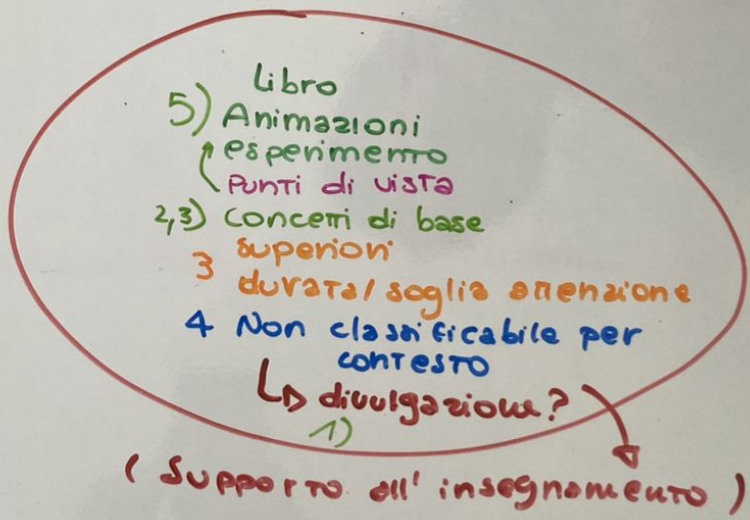 Libro
5) Animazioni
esperimento
Punti di vista
2,3) concetti di base
3 superiori
durata/soglia attenzione
4 Non classificabile per
contesto
↳ divulgazione?
1)
(supporto all'insegnamento)